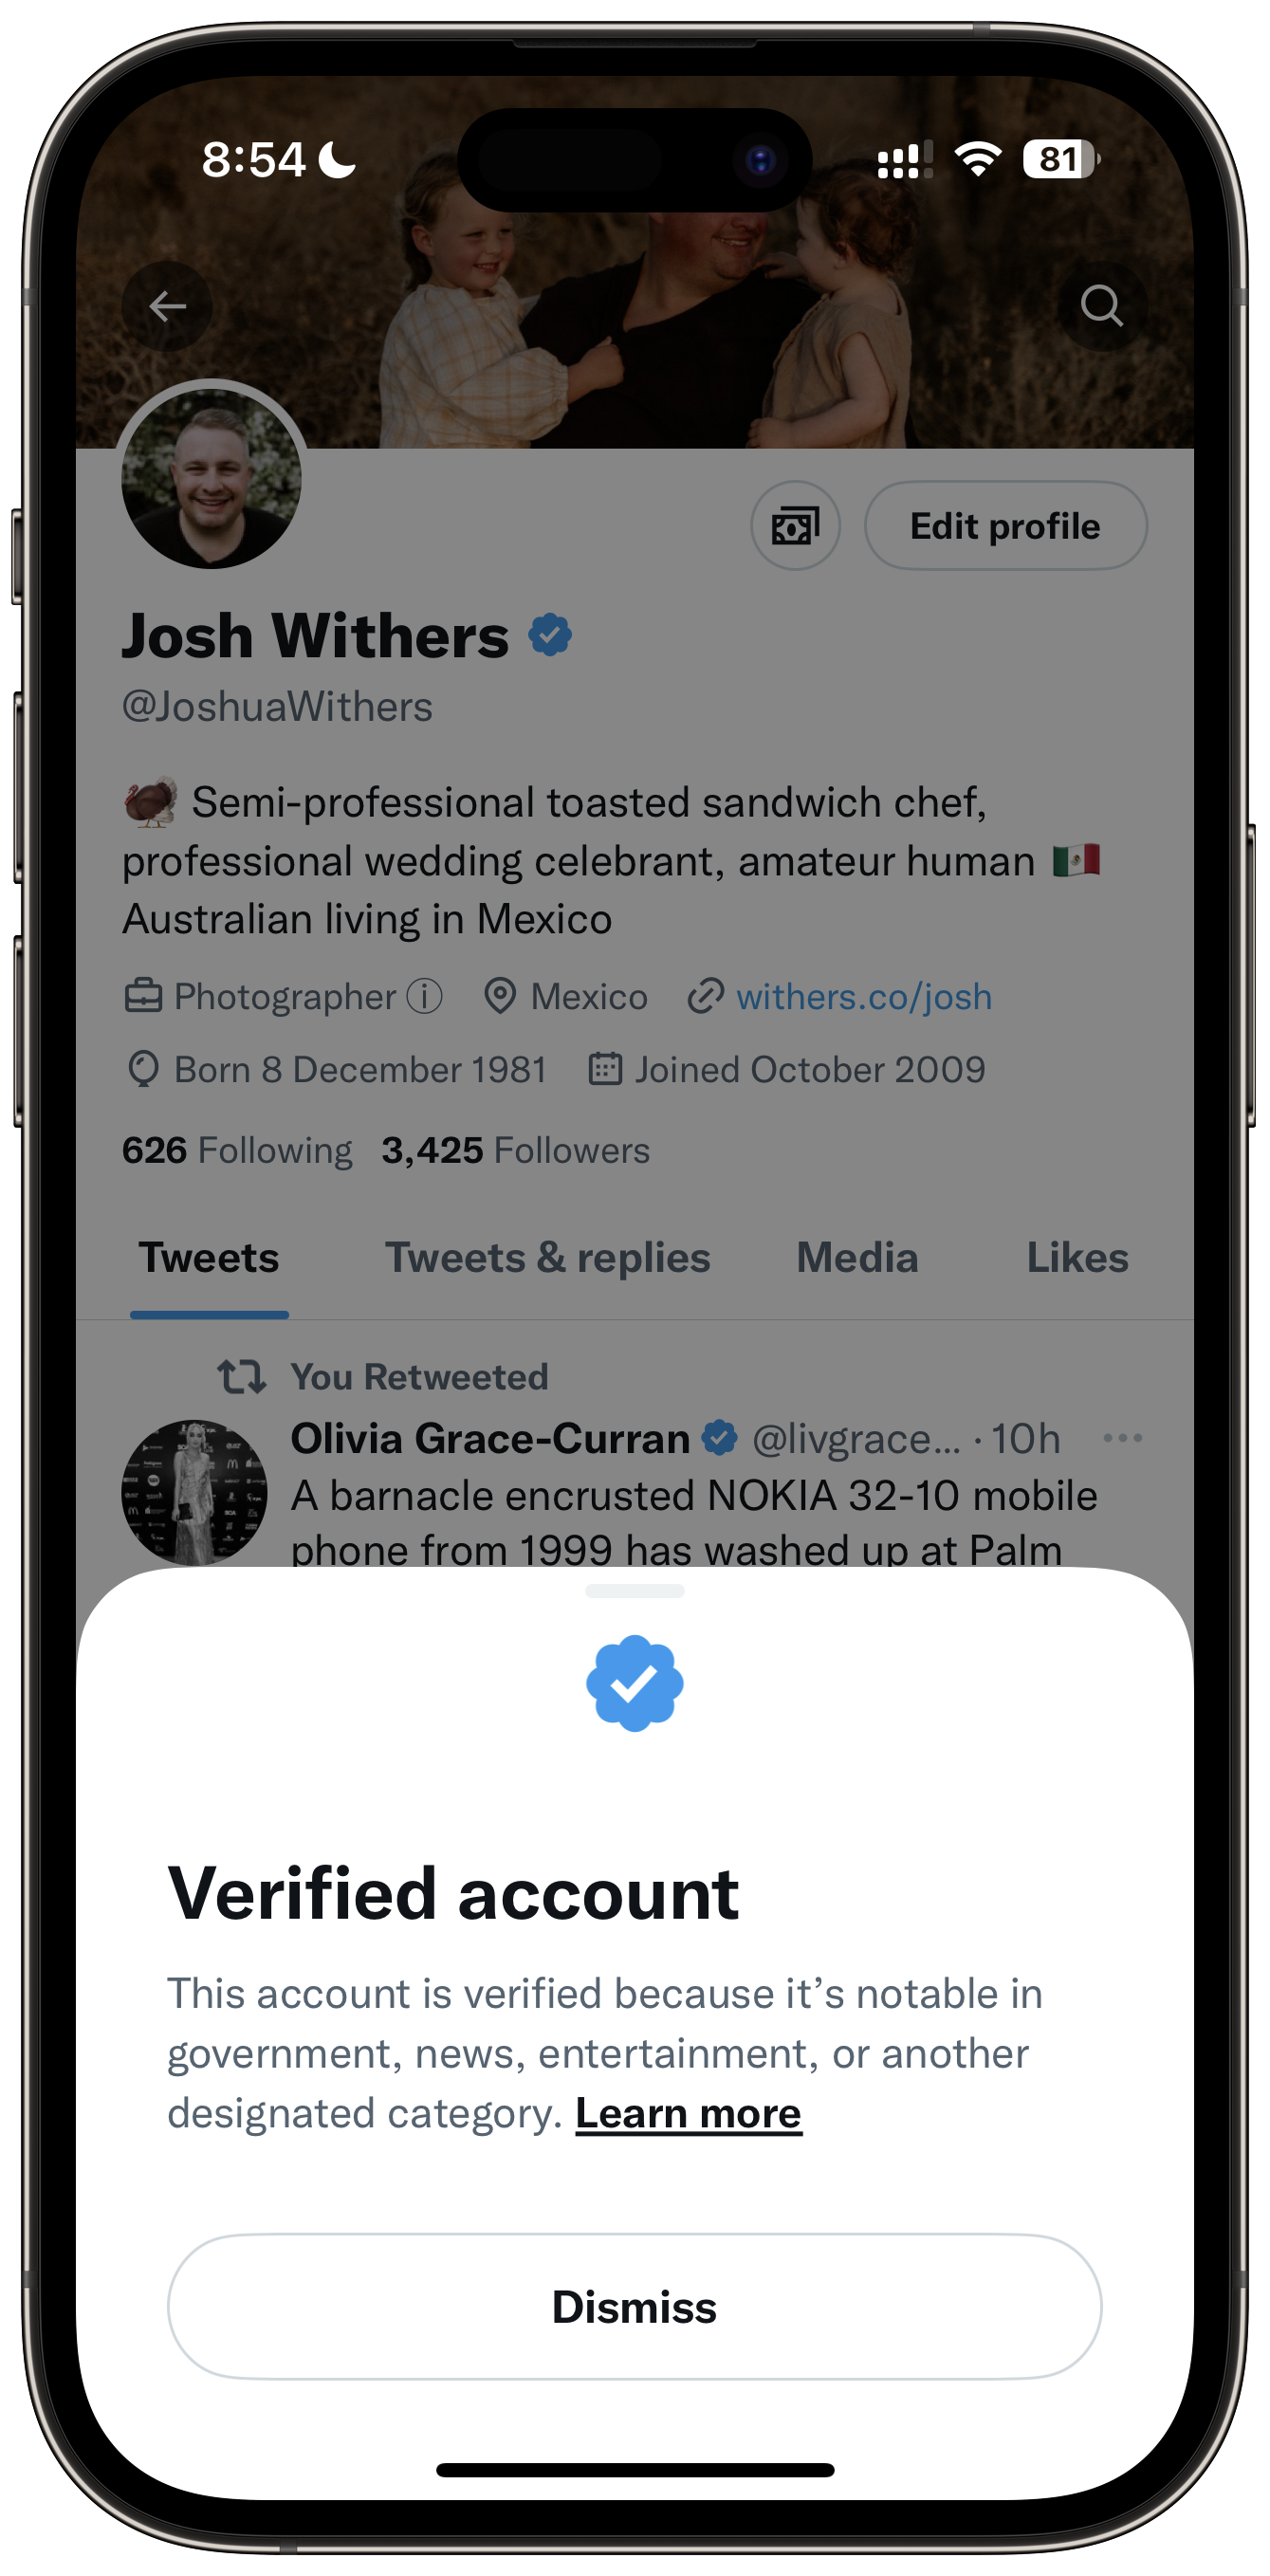 8:54
81
Edit profile
Josh Withers
@JoshuaWithers
🦃 Semi-professional toasted sandwich chef,
professional wedding celebrant, amateur human 🇲🇽
Australian living in Mexico
Photographer ⓘ Mexico withers.co/josh
Born 8 December 1981 Joined October 2009
626 Following 3,425 Followers
Tweets Tweets & replies Media Likes
You Retweeted
Olivia Grace-Curran @livgrace... · 10h
A barnacle encrusted NOKIA 32-10 mobile
phone from 1999 has washed up at Palm
Verified account
This account is verified because it’s notable in
government, news, entertainment, or another
designated category. Learn more
Dismiss